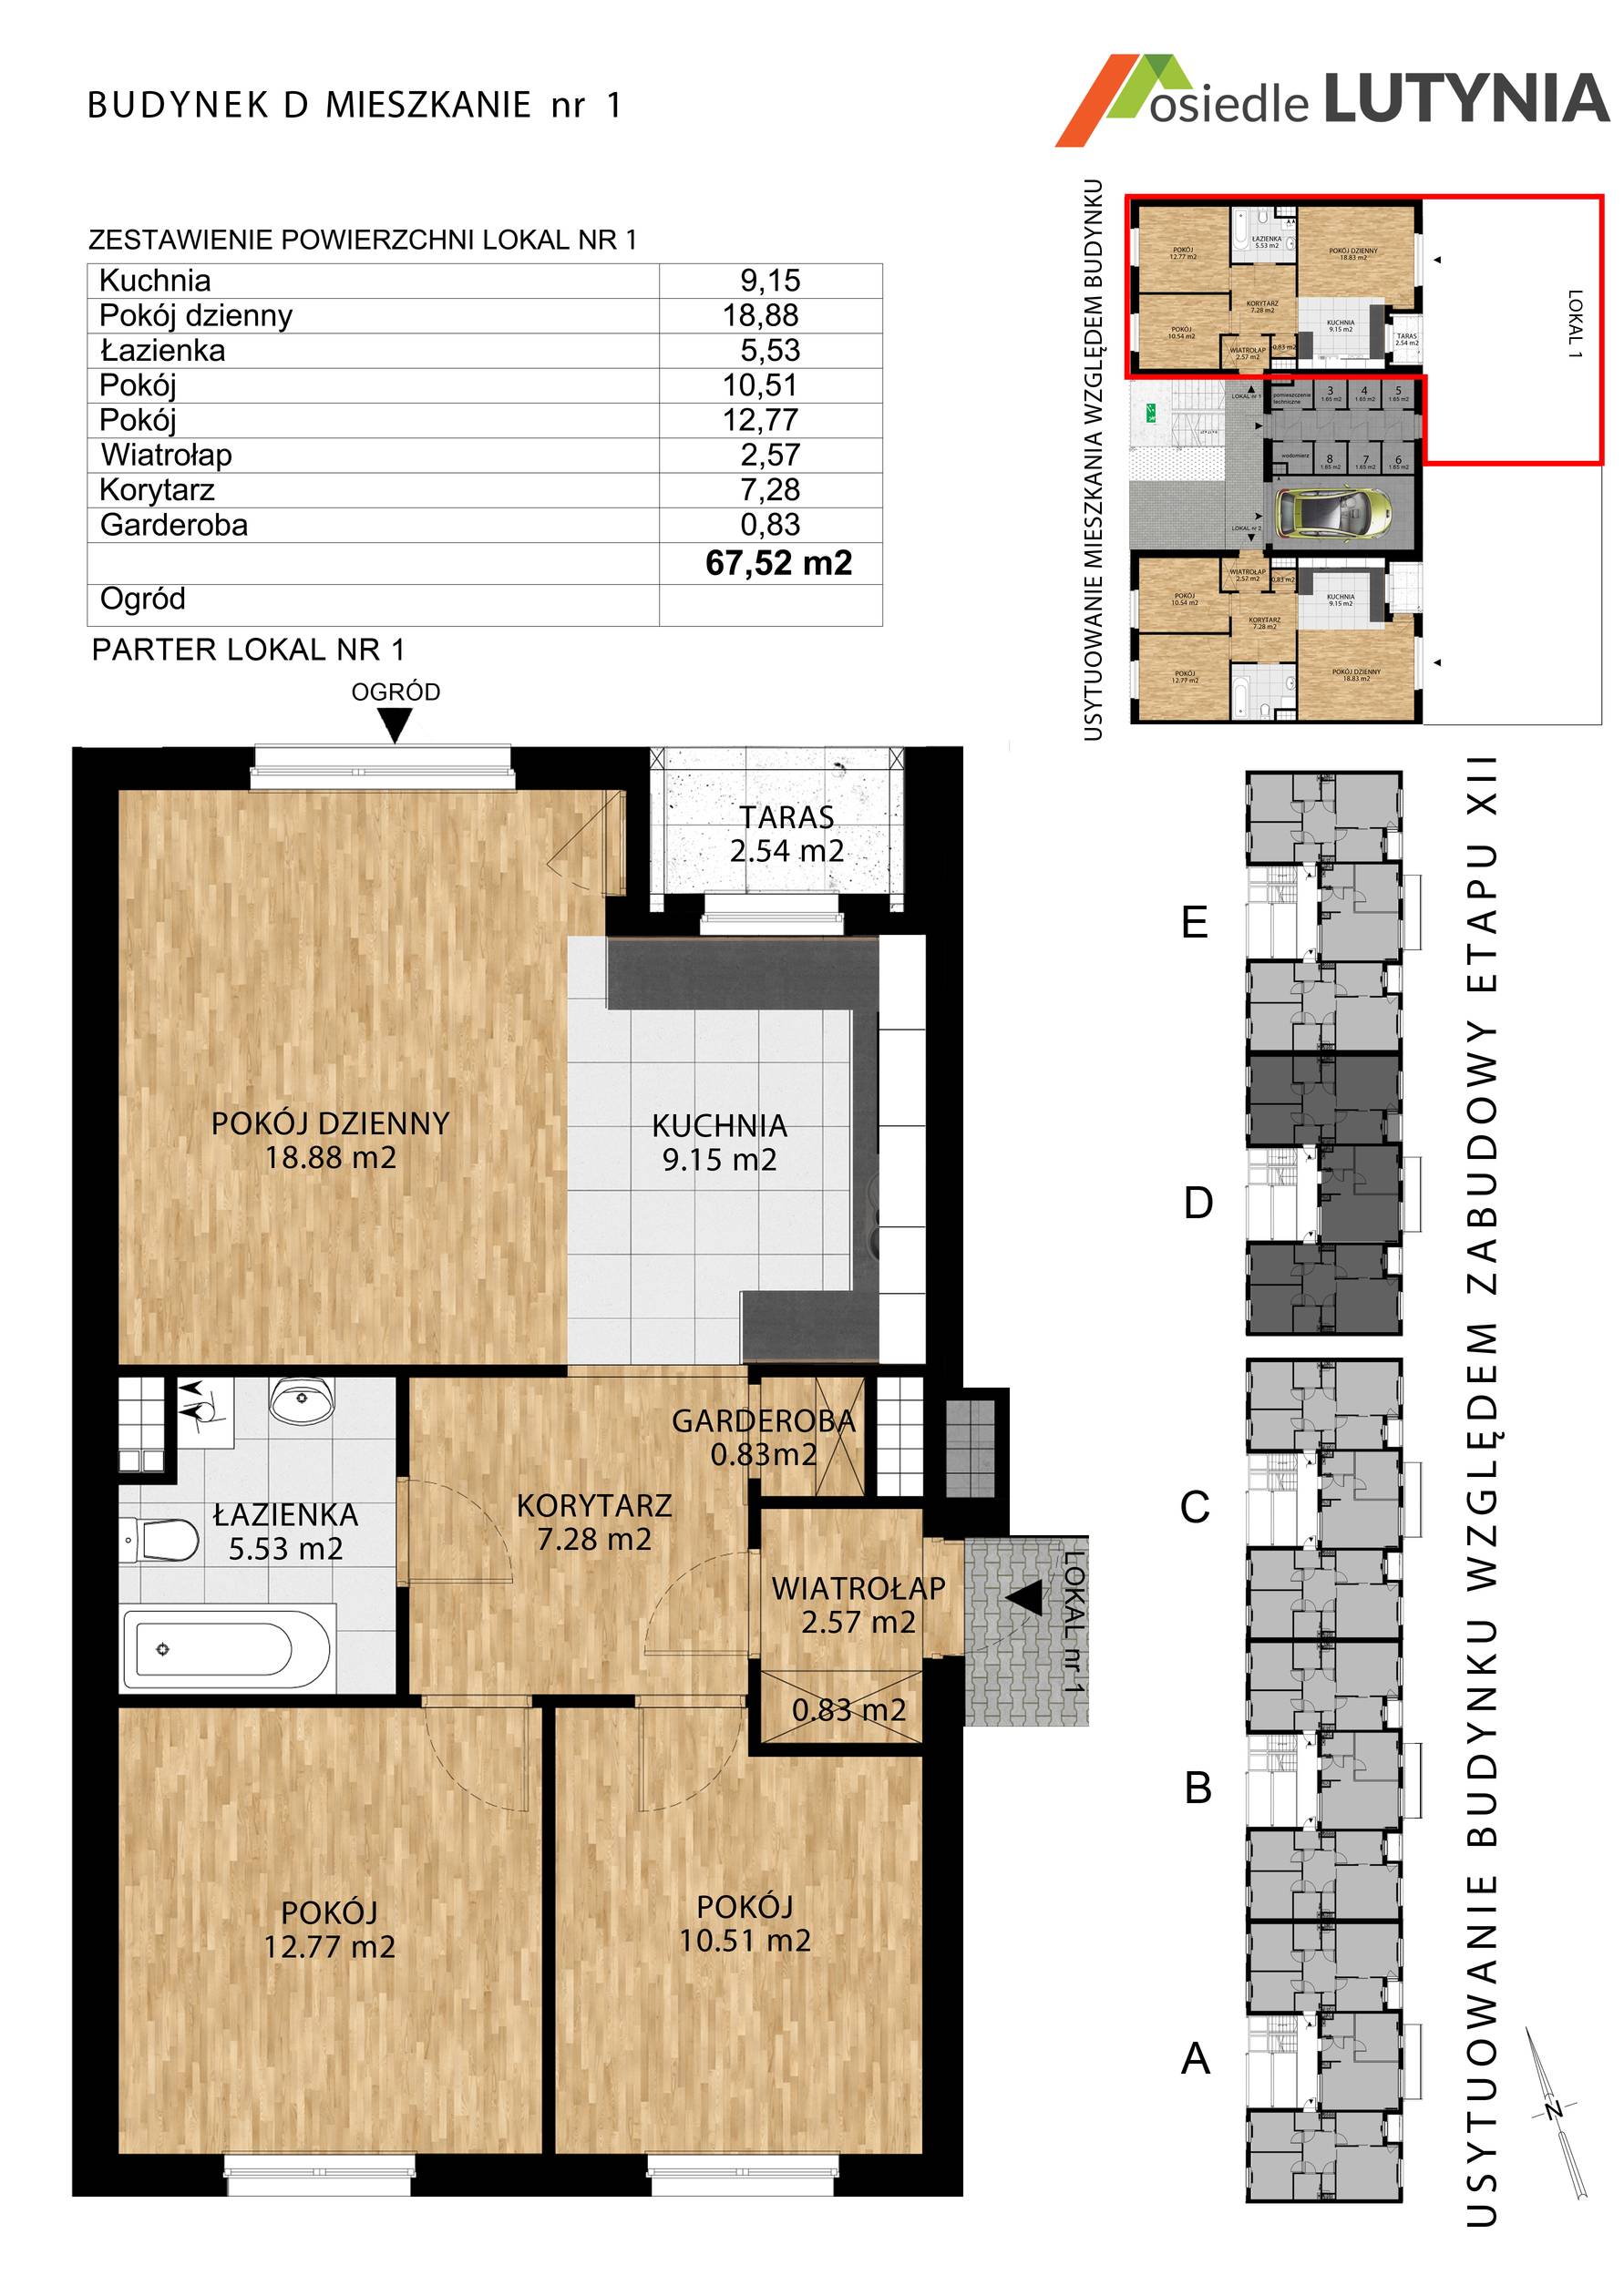 BUDYNEK D MIESZKANIE nr 1
osiedle LUTYNIA
ZESTAWIENIE POWIERZCHNI LOKAL NR 1
Kuchnia 9,15
Pokój dzienny 18,88
Łazienka 5,53
Pokój 10,51
Pokój 12,77
Wiatrołap 2,57
Korytarz 7,28
Garderoba 0,83
67,52 m2
Ogród
PARTER LOKAL NR 1
OGRÓD
TARAS
2.54 m2
POKÓJ DZIENNY
18.88 m2
KUCHNIA
9.15 m2
GARDEROBA
0.83m2
KORYTARZ
7.28 m2
ŁAZIENKA
5.53 m2
WIATROŁAP
2.57 m2
0.83 m2
LOKAL nr 1
POKÓJ
12.77 m2
POKÓJ
10.51 m2
USYTUOWANIE MIESZKANIA WZGLĘDEM BUDYNKU
POKÓJ
12.77 m2
ŁAZIENKA
5.53 m2
POKÓJ DZIENNY
18.83 m2
KORYTARZ
7.28 m2
POKÓJ
10.54 m2
KUCHNIA
9.15 m2
TARAS
2.54 m2
WIATROŁAP
2.57 m2
0.83 m2
LOKAL 1
LOKAL nr 1
pomieszczenie
techniczne
3
1.65 m2
4
1.65 m2
5
1.65 m2
wodomierz
8
1.65 m2
7
1.65 m2
6
1.65 m2
LOKAL nr 2
WIATROŁAP
2.57 m2
0.83 m2
POKÓJ
10.54 m2
KUCHNIA
9.15 m2
KORYTARZ
7.28 m2
POKÓJ
12.77 m2
POKÓJ DZIENNY
18.83 m2
E
D
C
B
A
USYTUOWANIE BUDYNKU WZGLĘDEM ZABUDOWY ETAPU XII
N